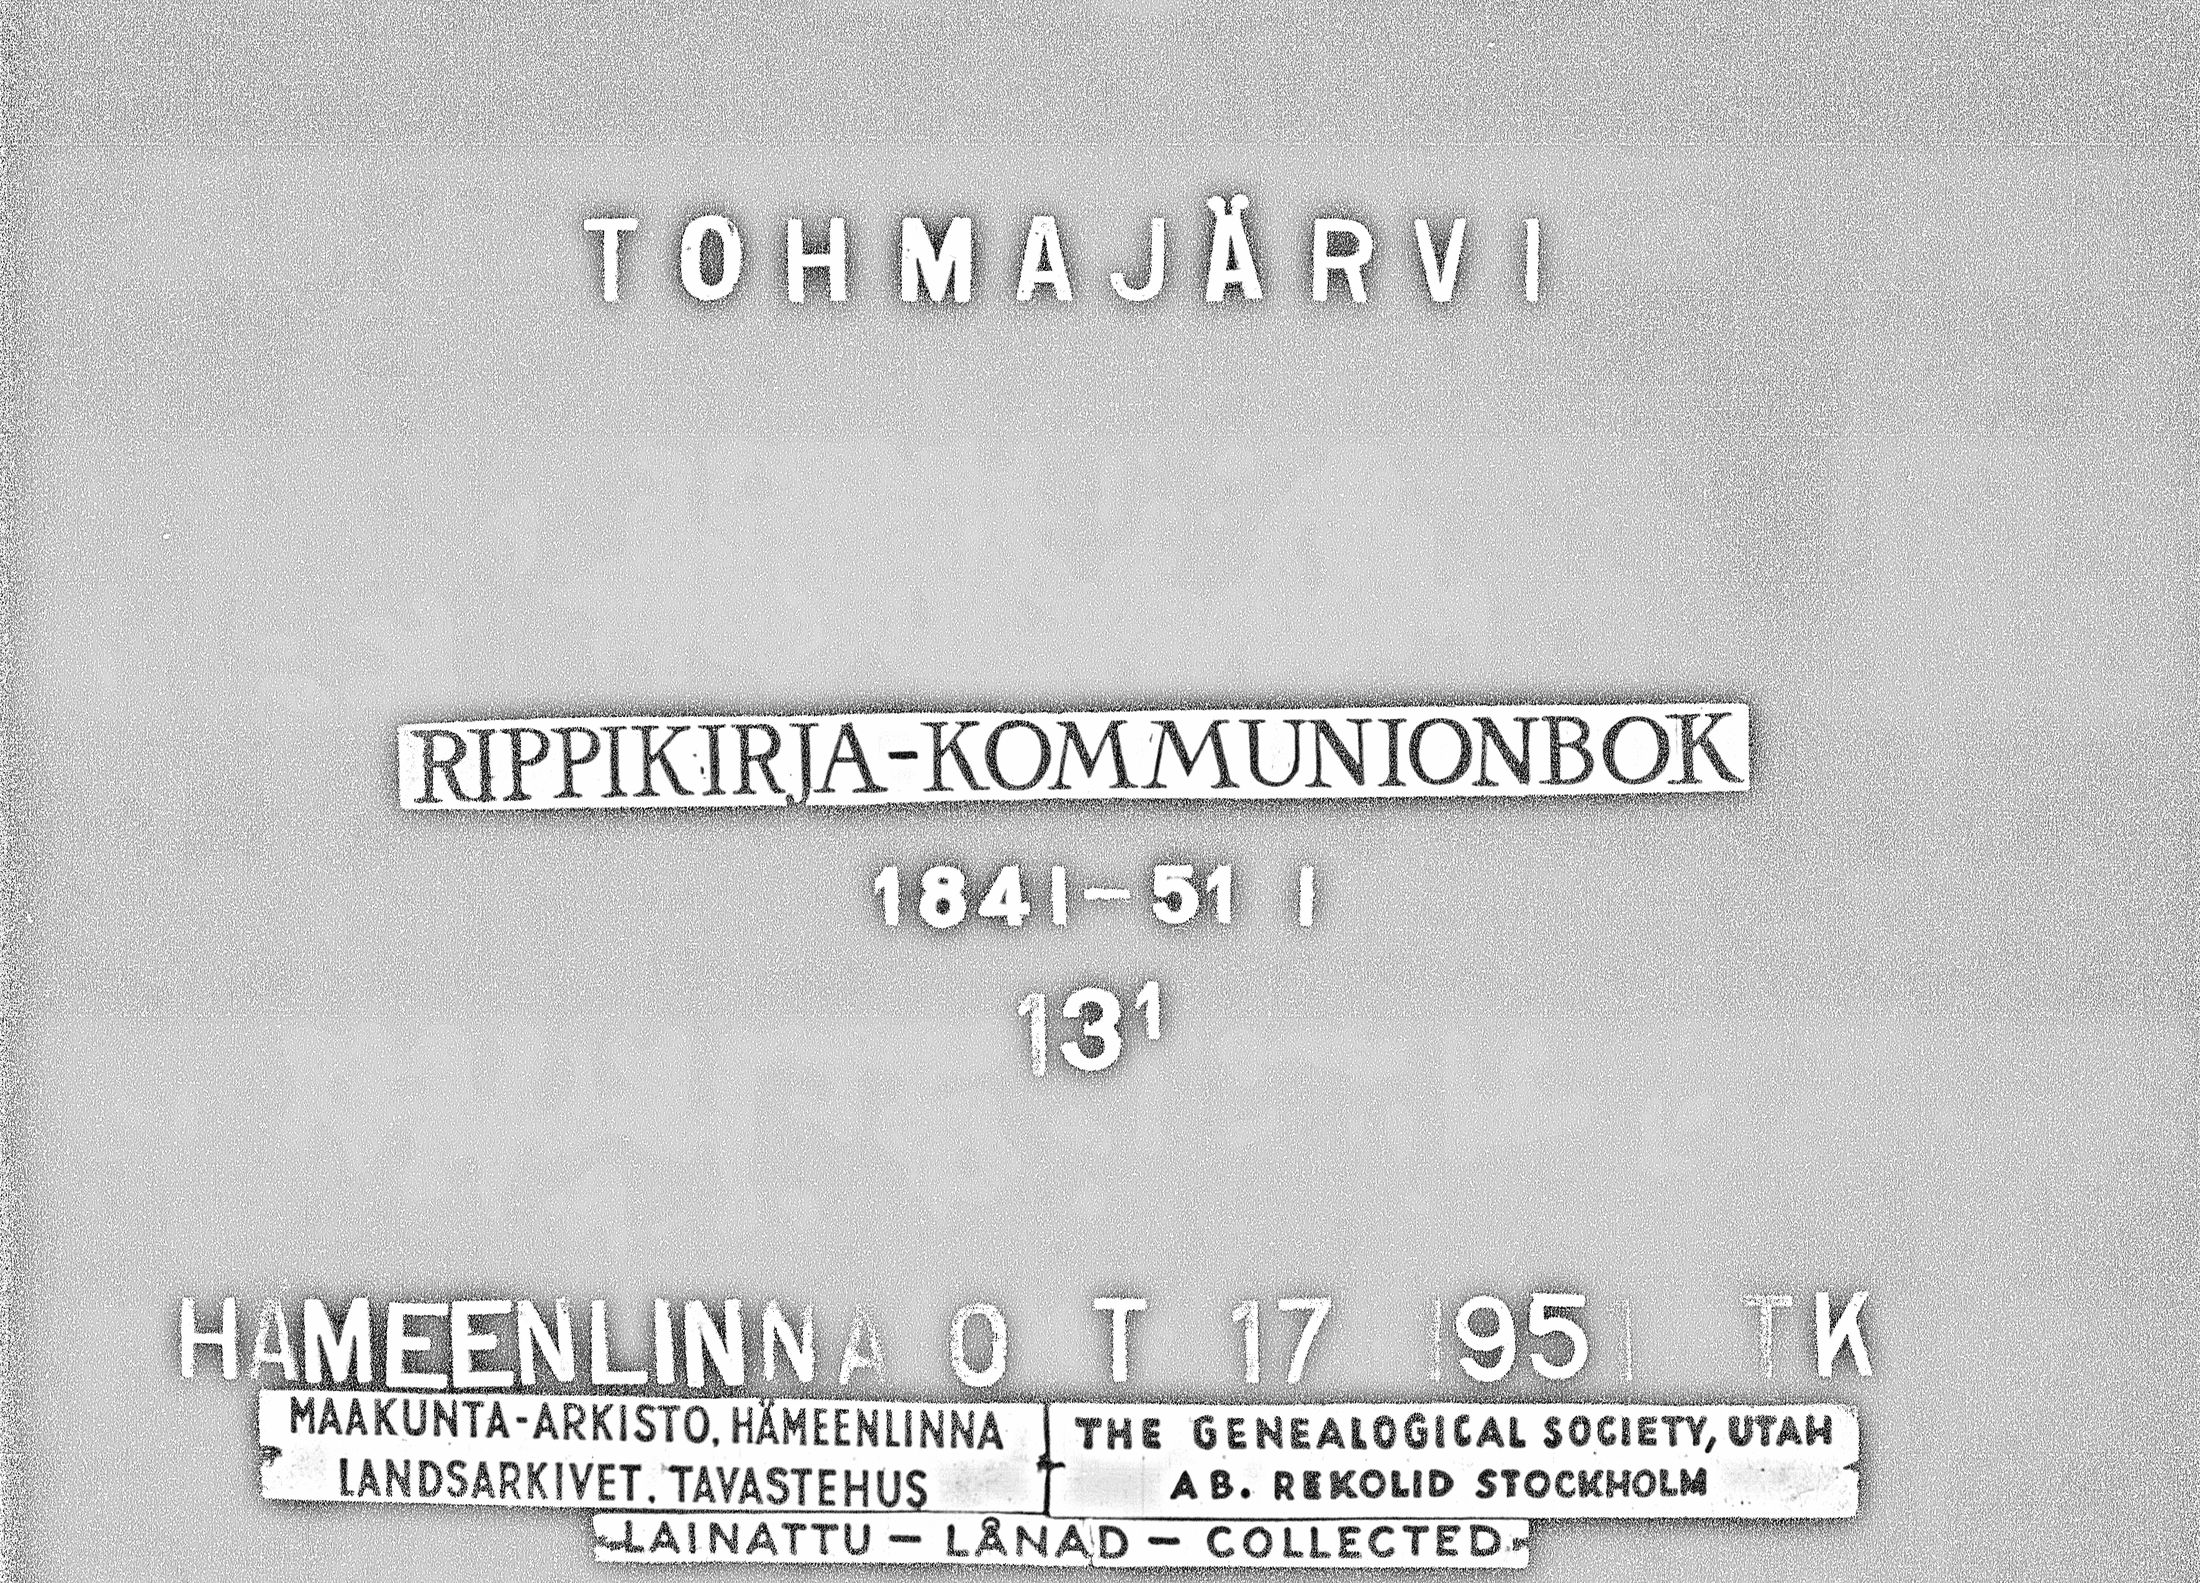 TOHMAJÄRVI
RIPPIKIRJA-KOMMUNIONBOK
1841-51 I
13¹
HÄMEENLINNA O T 17 1951 TK
MAAKUNTA-ARKISTO, HÄMEENLINNA
LANDSARKIVET, TAVASTEHUS
THE GENEALOGICAL SOCIETY, UTAH
AB. REKOLID STOCKHOLM
LAINATTU - LÅNAD - COLLECTED